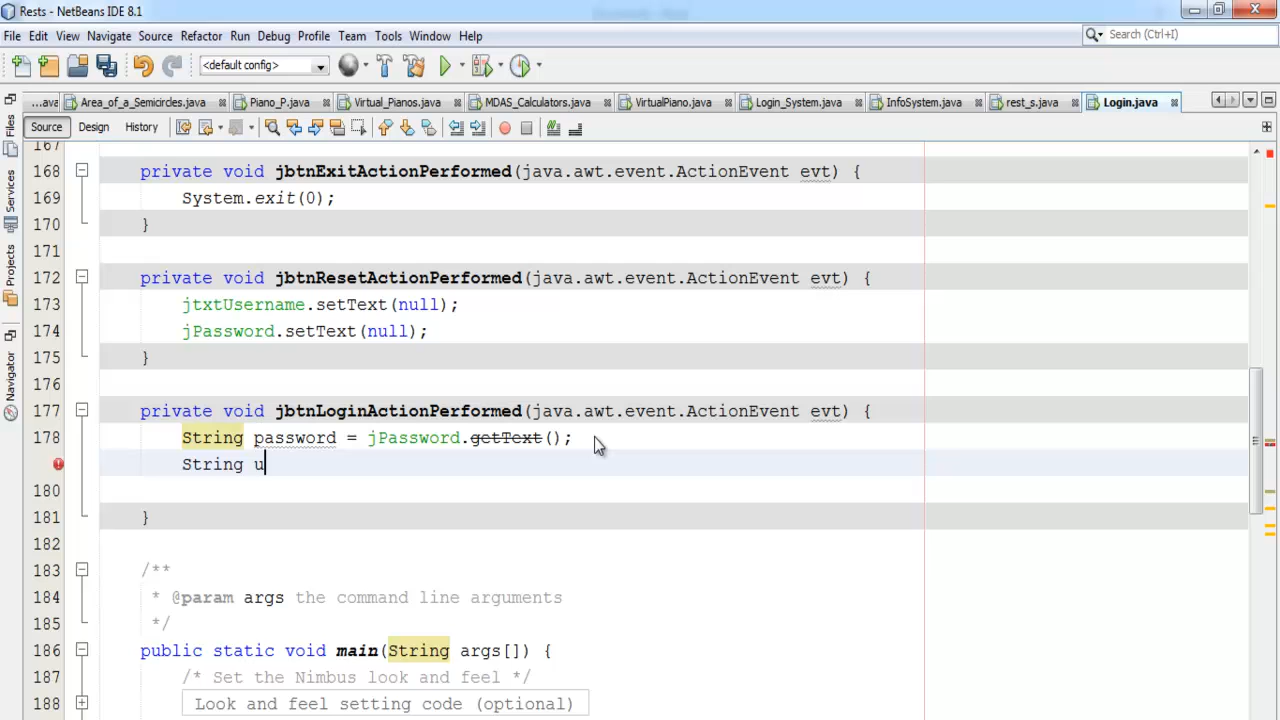 Rests - NetBeans IDE 8.1
File Edit View Navigate Source Refactor Run Debug Profile Team Tools Window Help
Search (Ctrl+I)
<default config>
...ava Area_of_a_Semicirdes.java Piano_P.java Virtual_Pianos.java MDAS_Calculators.java VirtualPiano.java Login_System.java InfoSystem.java rest_s.java Login.java
Source Design History
Files
Services
Projects
Navigator
167
168 private void jbtnExitActionPerformed(java.awt.event.ActionEvent evt) {
169 System.exit(0);
170 }
171
172 private void jbtnResetActionPerformed(java.awt.event.ActionEvent evt) {
173 jtxtUsername.setText(null);
174 jPassword.setText(null);
175 }
176
177 private void jbtnLoginActionPerformed(java.awt.event.ActionEvent evt) {
178 String password = jPassword.getText();
String u
180
181 }
182
183 /**
184 * @param args the command line arguments
185 */
186 public static void main(String args[]) {
187 /* Set the Nimbus look and feel */
188 Look and feel setting code (optional)